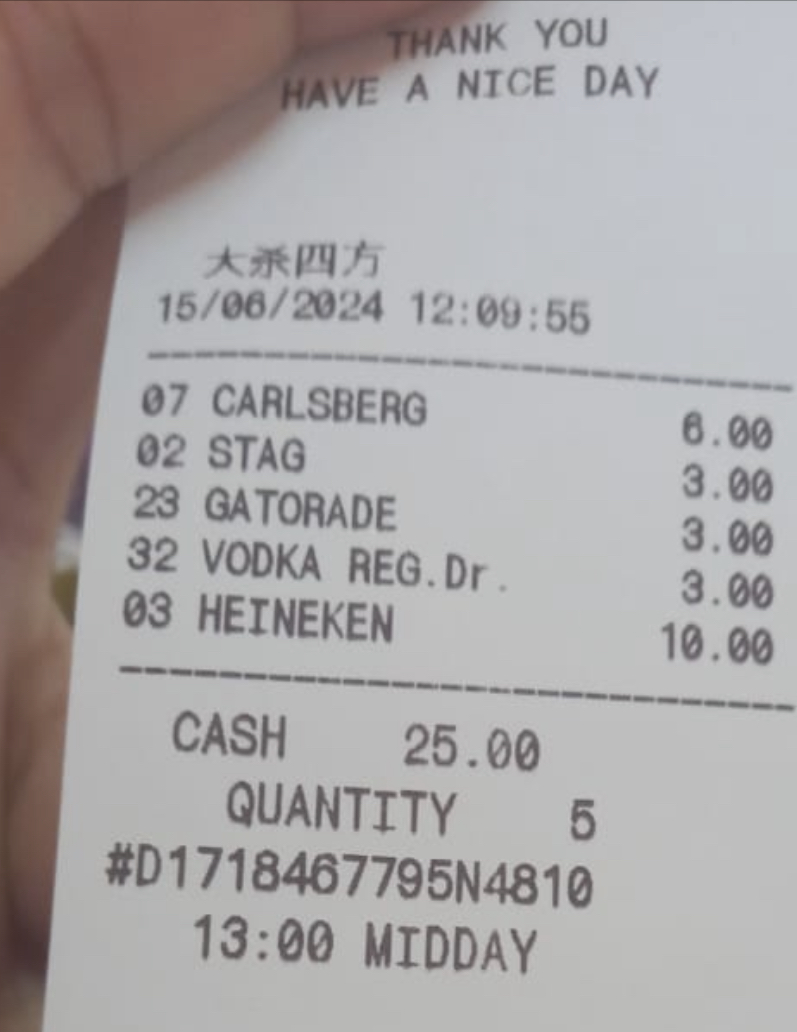 THANK YOU
HAVE A NICE DAY
大杀四方
15/06/2024 12:09:55
07 CARLSBERG 6.00
02 STAG 3.00
23 GATORADE 3.00
32 VODKA REG.Dr. 3.00
03 HEINEKEN 10.00
CASH 25.00
QUANTITY 5
#D1718467795N4810
13:00 MIDDAY